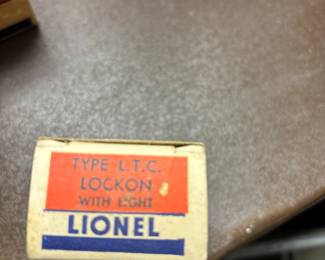 TYPE L.T.C.
LOCKON
WITH LIGHT
LIONEL